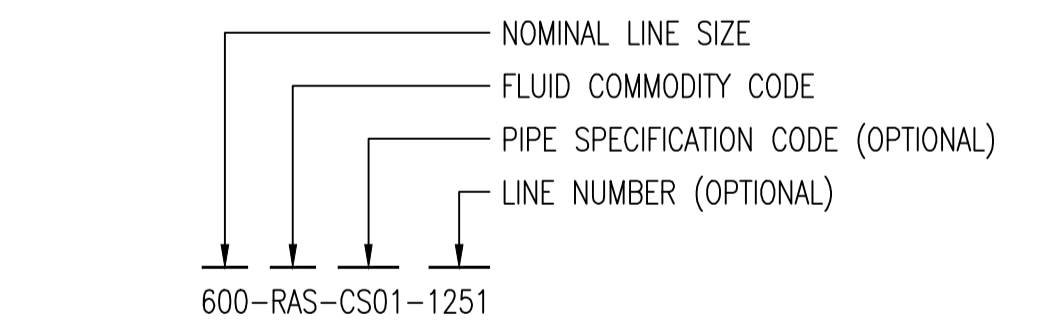 NOMINAL LINE SIZE
FLUID COMMODITY CODE
PIPE SPECIFICATION CODE (OPTIONAL)
LINE NUMBER (OPTIONAL)
600-RAS-CS01-1251